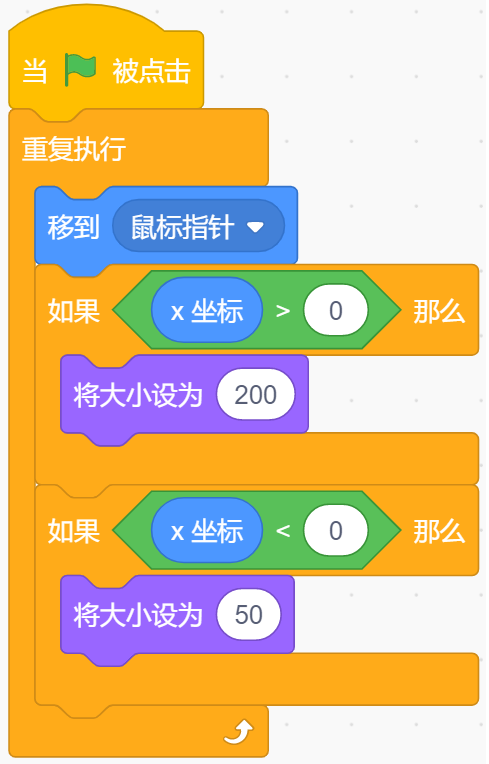 当 被点击
重复执行
移到 鼠标指针
如果 x 坐标 > 0 那么
将大小设为 200
如果 x 坐标 < 0 那么
将大小设为 50